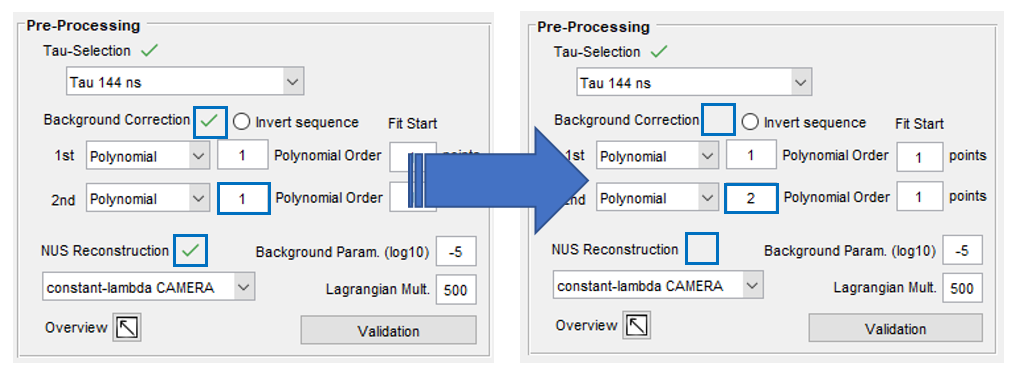 Pre-Processing
Tau-Selection
Tau 144 ns
Background Correction Invert sequence Fit Start
1st Polynomial 1 Polynomial Order points
2nd Polynomial 1 Polynomial Order
NUS Reconstruction Background Param. (log10) -5
constant-lambda CAMERA Lagrangian Mult. 500
Overview Validation
Pre-Processing
Tau-Selection
Tau 144 ns
Background Correction Invert sequence Fit Start
1st Polynomial 1 Polynomial Order 1 points
Polynomial 2 Polynomial Order 1 points
NUS Reconstruction Background Param. (log10) -5
constant-lambda CAMERA Lagrangian Mult. 500
Overview Validation